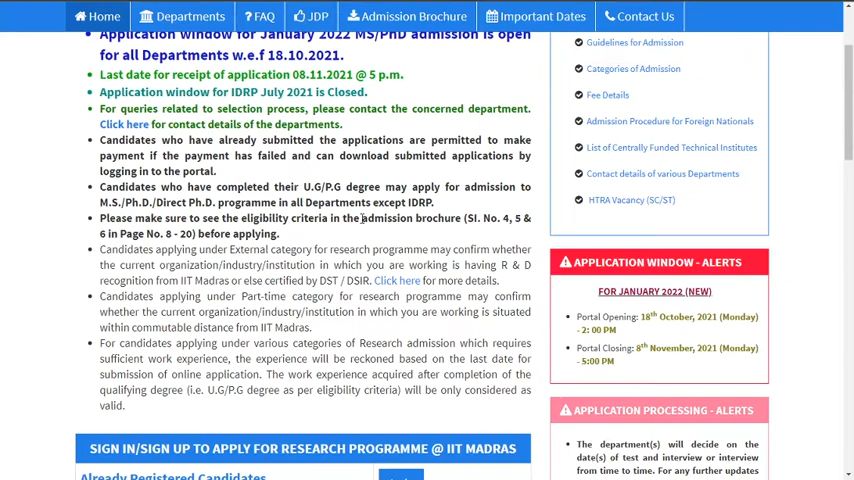 Home Departments FAQ JDP Admission Brochure Important Dates Contact Us
Application window for January 2022 MS/PhD admission is open
for all Departments w.e.f 18.10.2021.
Last date for receipt of application 08.11.2021 @ 5 p.m.
Application window for IDRP July 2021 is Closed.
For queries related to selection process, please contact the concerned department.
Click here for contact details of the departments.
Candidates who have already submitted the applications are permitted to make
payment if the payment has failed and can download submitted applications by
logging in to the portal.
Candidates who have completed their U.G/P.G degree may apply for admission to
M.S./Ph.D./Direct Ph.D. programme in all Departments except IDRP.
Please make sure to see the eligibility criteria in the admission brochure (SI. No. 4, 5 &
6 in Page No. 8 - 20) before applying.
Candidates applying under External category for research programme may confirm whether
the current organization/industry/institution in which you are working is having R & D
recognition from IIT Madras or else certified by DST / DSIR. Click here for more details.
Candidates applying under Part-time category for research programme may confirm
whether the current organization/industry/institution in which you are working is situated
within commutable distance from IIT Madras.
For candidates applying under various categories of Research admission which requires
sufficient work experience, the experience will be reckoned based on the last date for
submission of online application. The work experience acquired after completion of the
qualifying degree (i.e. U.G/P.G degree as per eligibility criteria) will be only considered as
valid.
SIGN IN/SIGN UP TO APPLY FOR RESEARCH PROGRAMME @ IIT MADRAS
Already Registered Candidates
Guidelines for Admission
Categories of Admission
Fee Details
Admission Procedure for Foreign Nationals
List of Centrally Funded Technical Institutes
Contact details of various Departments
HTRA Vacancy (SC/ST)
APPLICATION WINDOW - ALERTS
FOR JANUARY 2022 (NEW)
Portal Opening: 18th October, 2021 (Monday)
- 2: 00 PM
Portal Closing: 8th November, 2021 (Monday)
- 5:00 PM
APPLICATION PROCESSING - ALERTS
The department(s) will decide on the
date(s) of test and interview or interview
from time to time. For any further updates